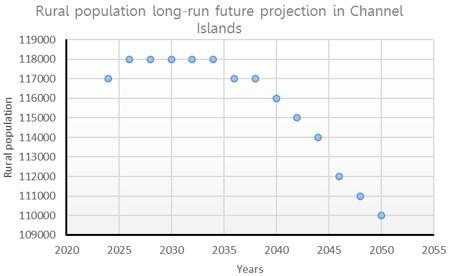 Rural population long-run future projection in Channel
Islands
119000
118000
117000
116000
115000
114000
113000
112000
111000
110000
109000
Rural population
2020 2025 2030 2035 2040 2045 2050 2055
Years